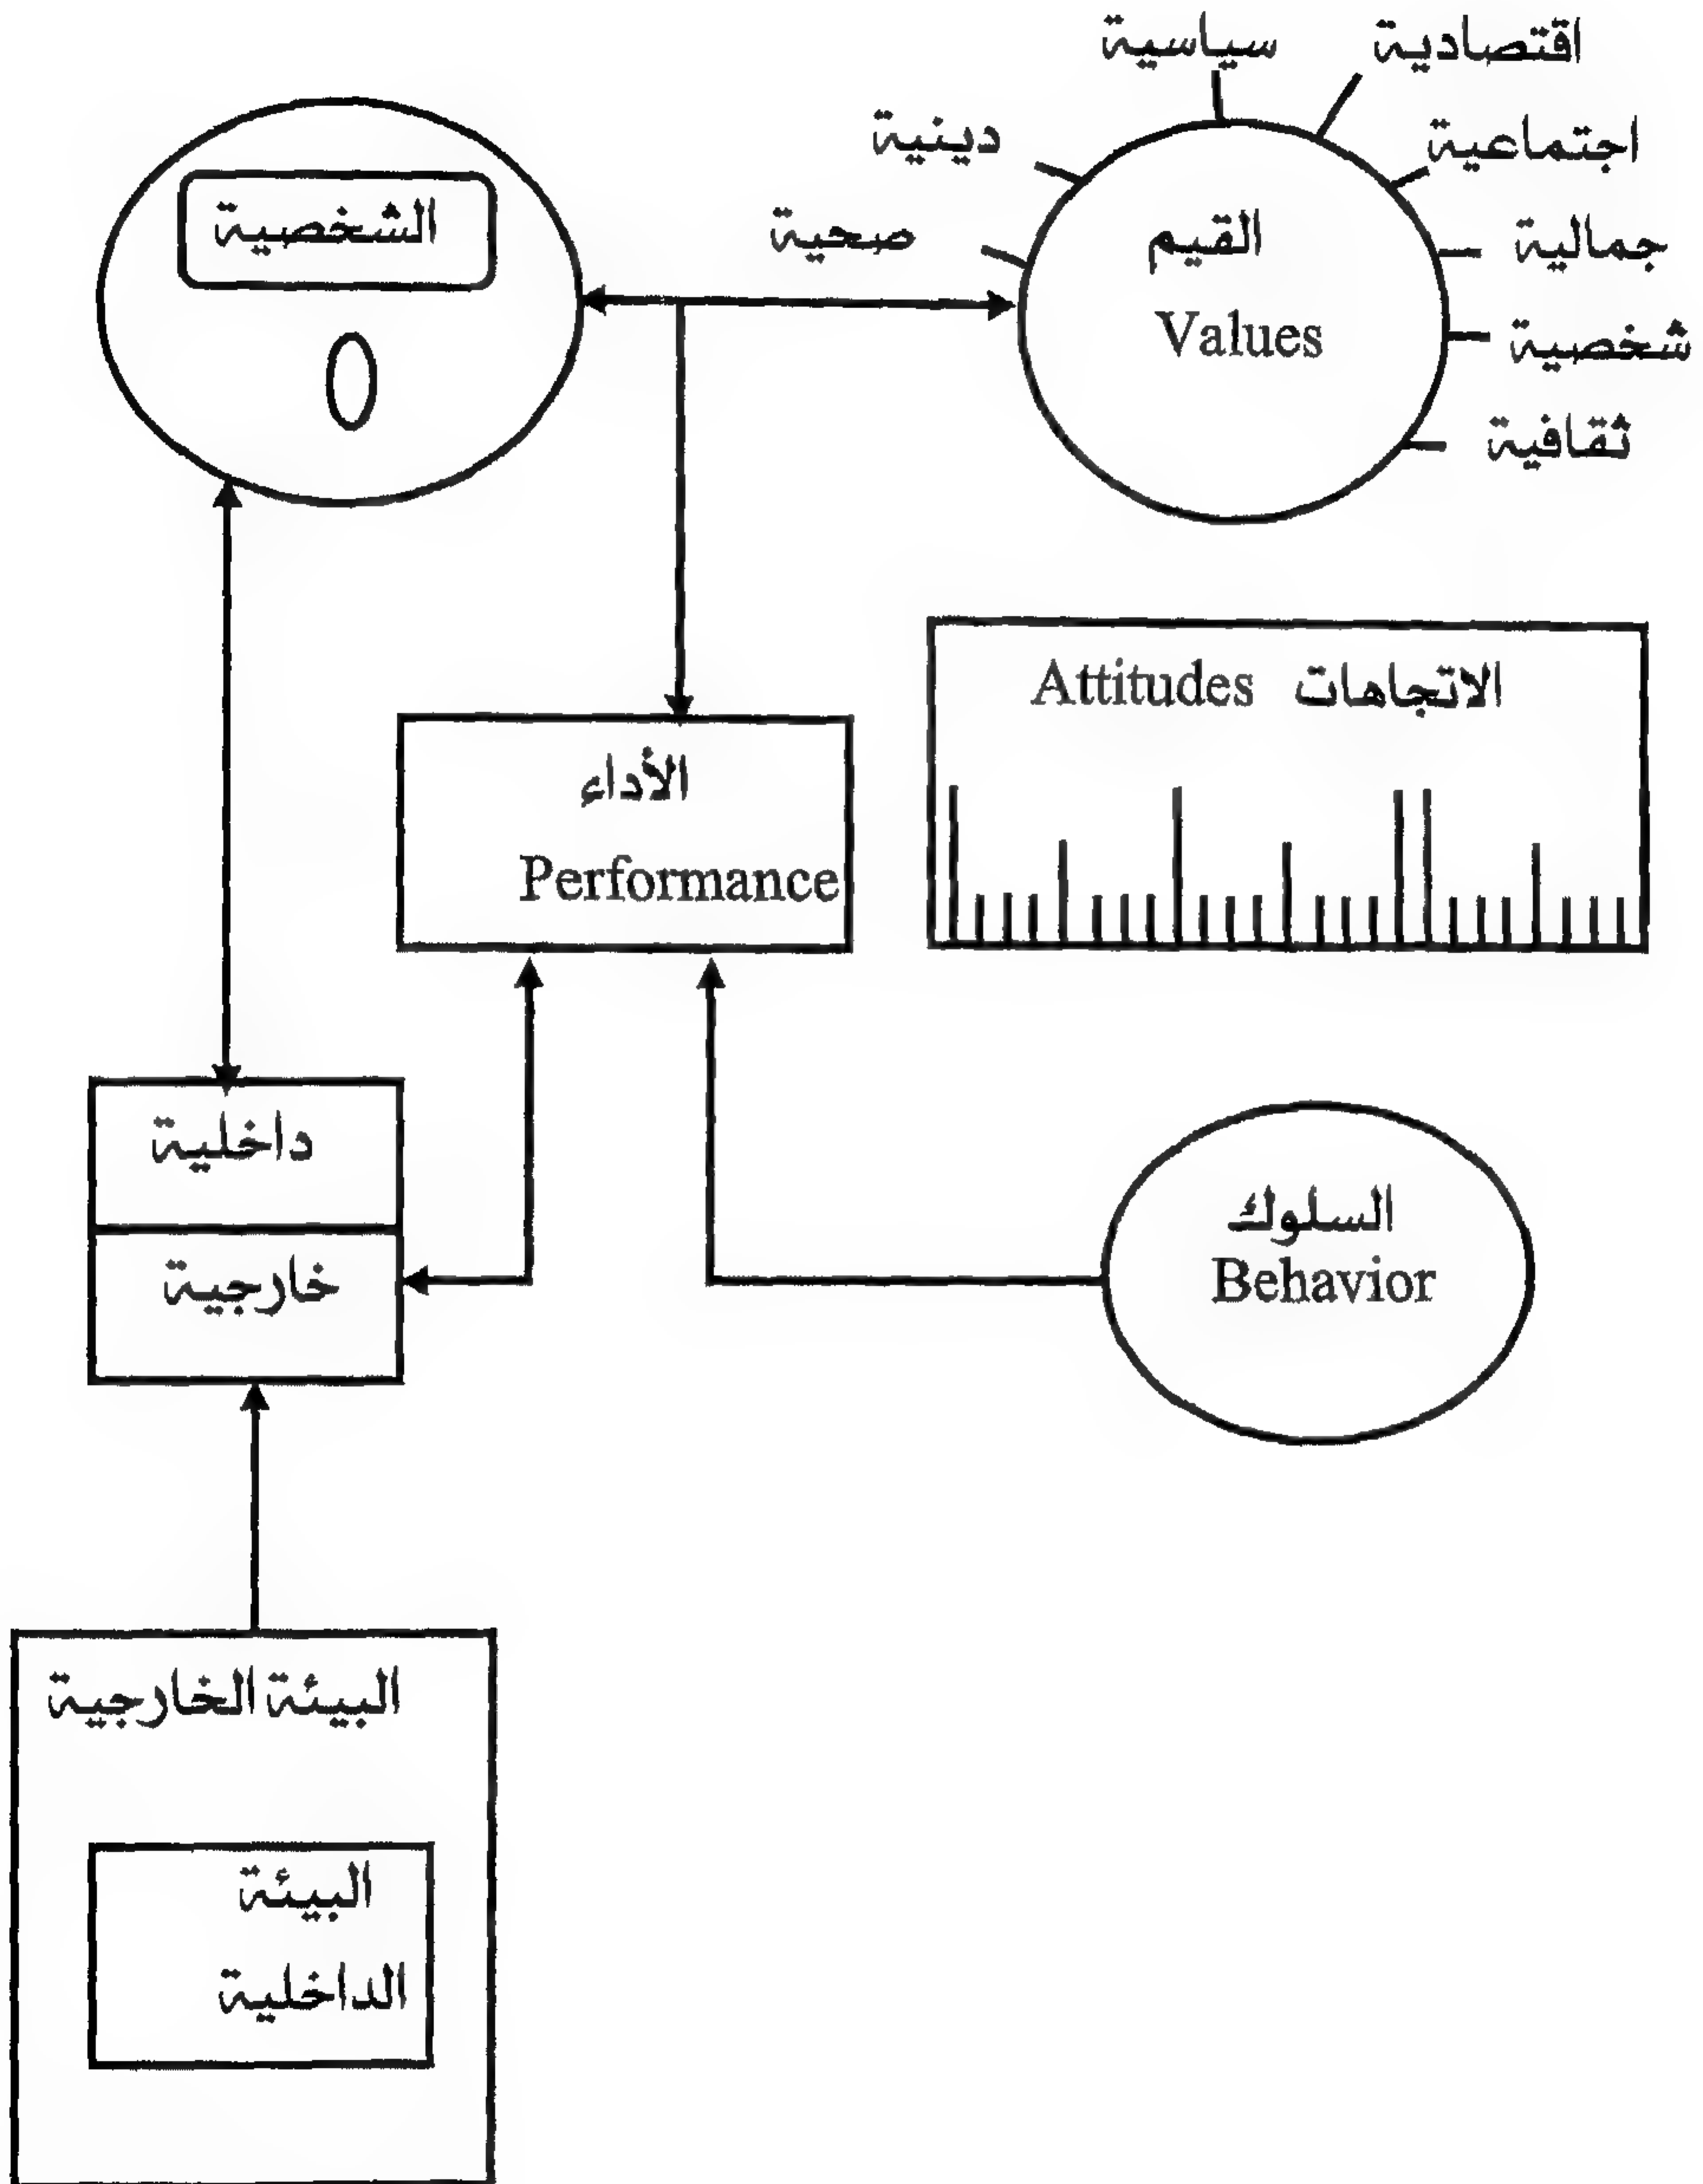 سياسية
اقتصادية
دينية
اجتماعية
صحية
جمالية
شخصية
ثقافية
القيم
Values
الشخصية
الاتجاهات Attitudes
الأداء
Performance
داخلية
خارجية
السلوك
Behavior
البيئة الخارجية
البيئة
الداخلية